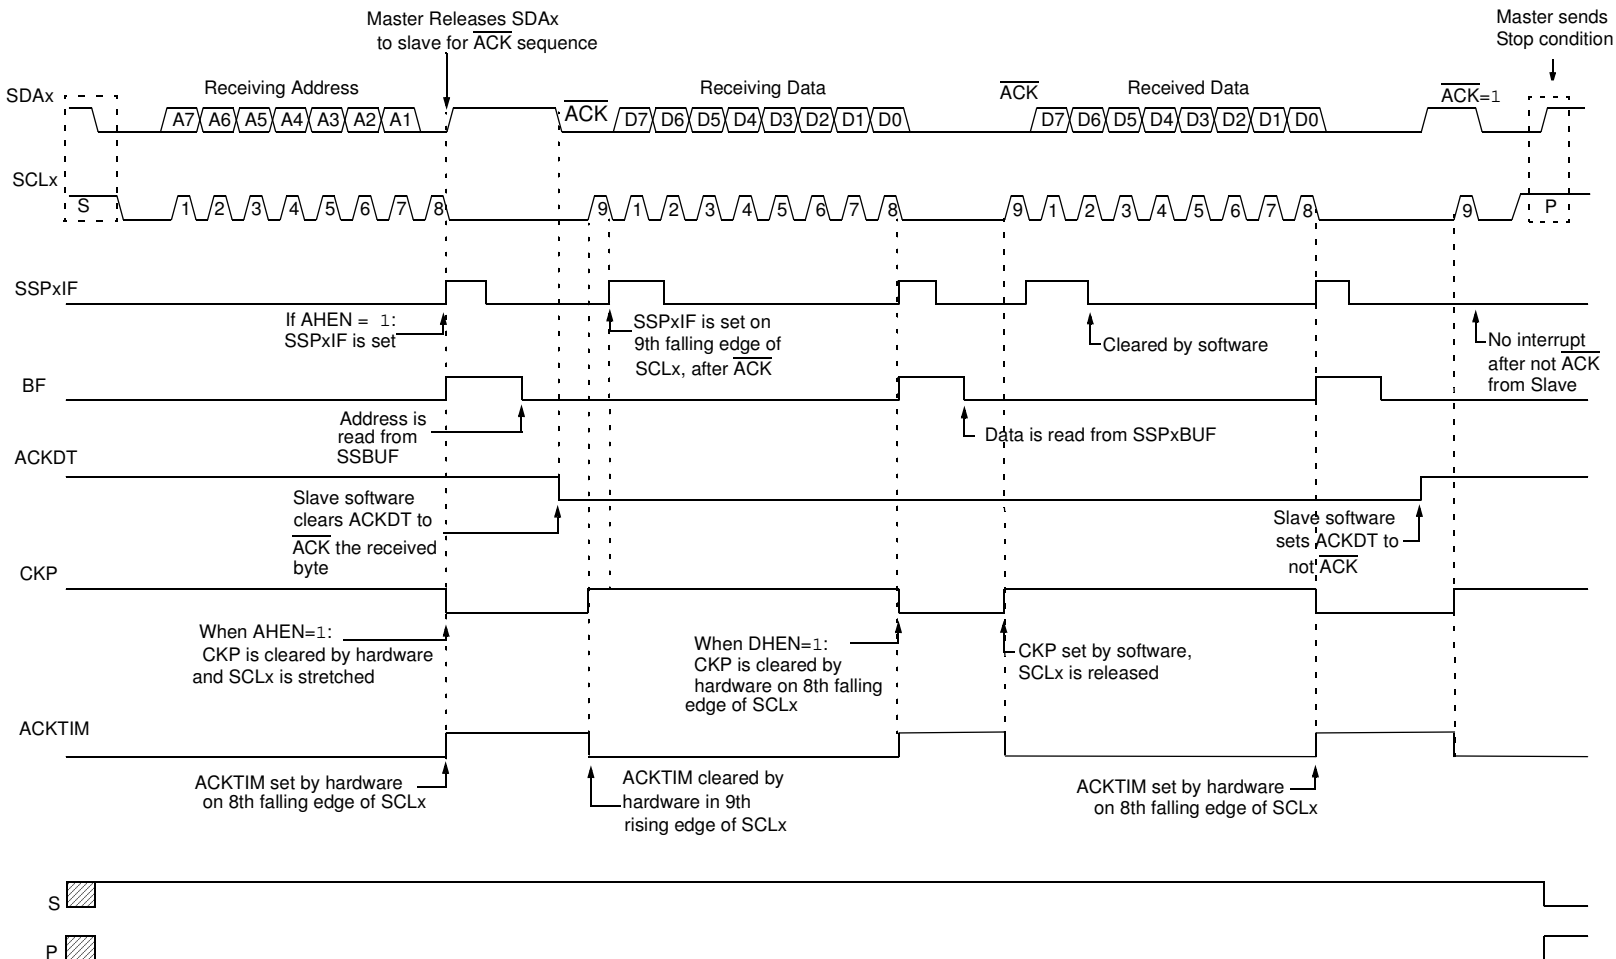 Master Releases SDAx
to slave for ACK sequence
Master sends
Stop condition
SDAx
Receiving Address
A7 A6 A5 A4 A3 A2 A1
ACK
Receiving Data
D7 D6 D5 D4 D3 D2 D1 D0
ACK
Received Data
D7 D6 D5 D4 D3 D2 D1 D0
ACK=1
SCLx
S
1 2 3 4 5 6 7 8
9 1 2 3 4 5 6 7 8
9 1 2 3 4 5 6 7 8
9
P
SSPxIF
If AHEN = 1:
SSPxIF is set
SSPxIF is set on
9th falling edge of
SCLx, after ACK
Cleared by software
No interrupt
after not ACK
from Slave
BF
Address is
read from
SSBUF
Data is read from SSPxBUF
ACKDT
Slave software
clears ACKDT to
ACK the received
byte
Slave software
sets ACKDT to
not ACK
CKP
When AHEN=1:
CKP is cleared by hardware
and SCLx is stretched
When DHEN=1:
CKP is cleared by
hardware on 8th falling
edge of SCLx
CKP set by software,
SCLx is released
ACKTIM
ACKTIM set by hardware
on 8th falling edge of SCLx
ACKTIM cleared by
hardware in 9th
rising edge of SCLx
ACKTIM set by hardware
on 8th falling edge of SCLx
S
P